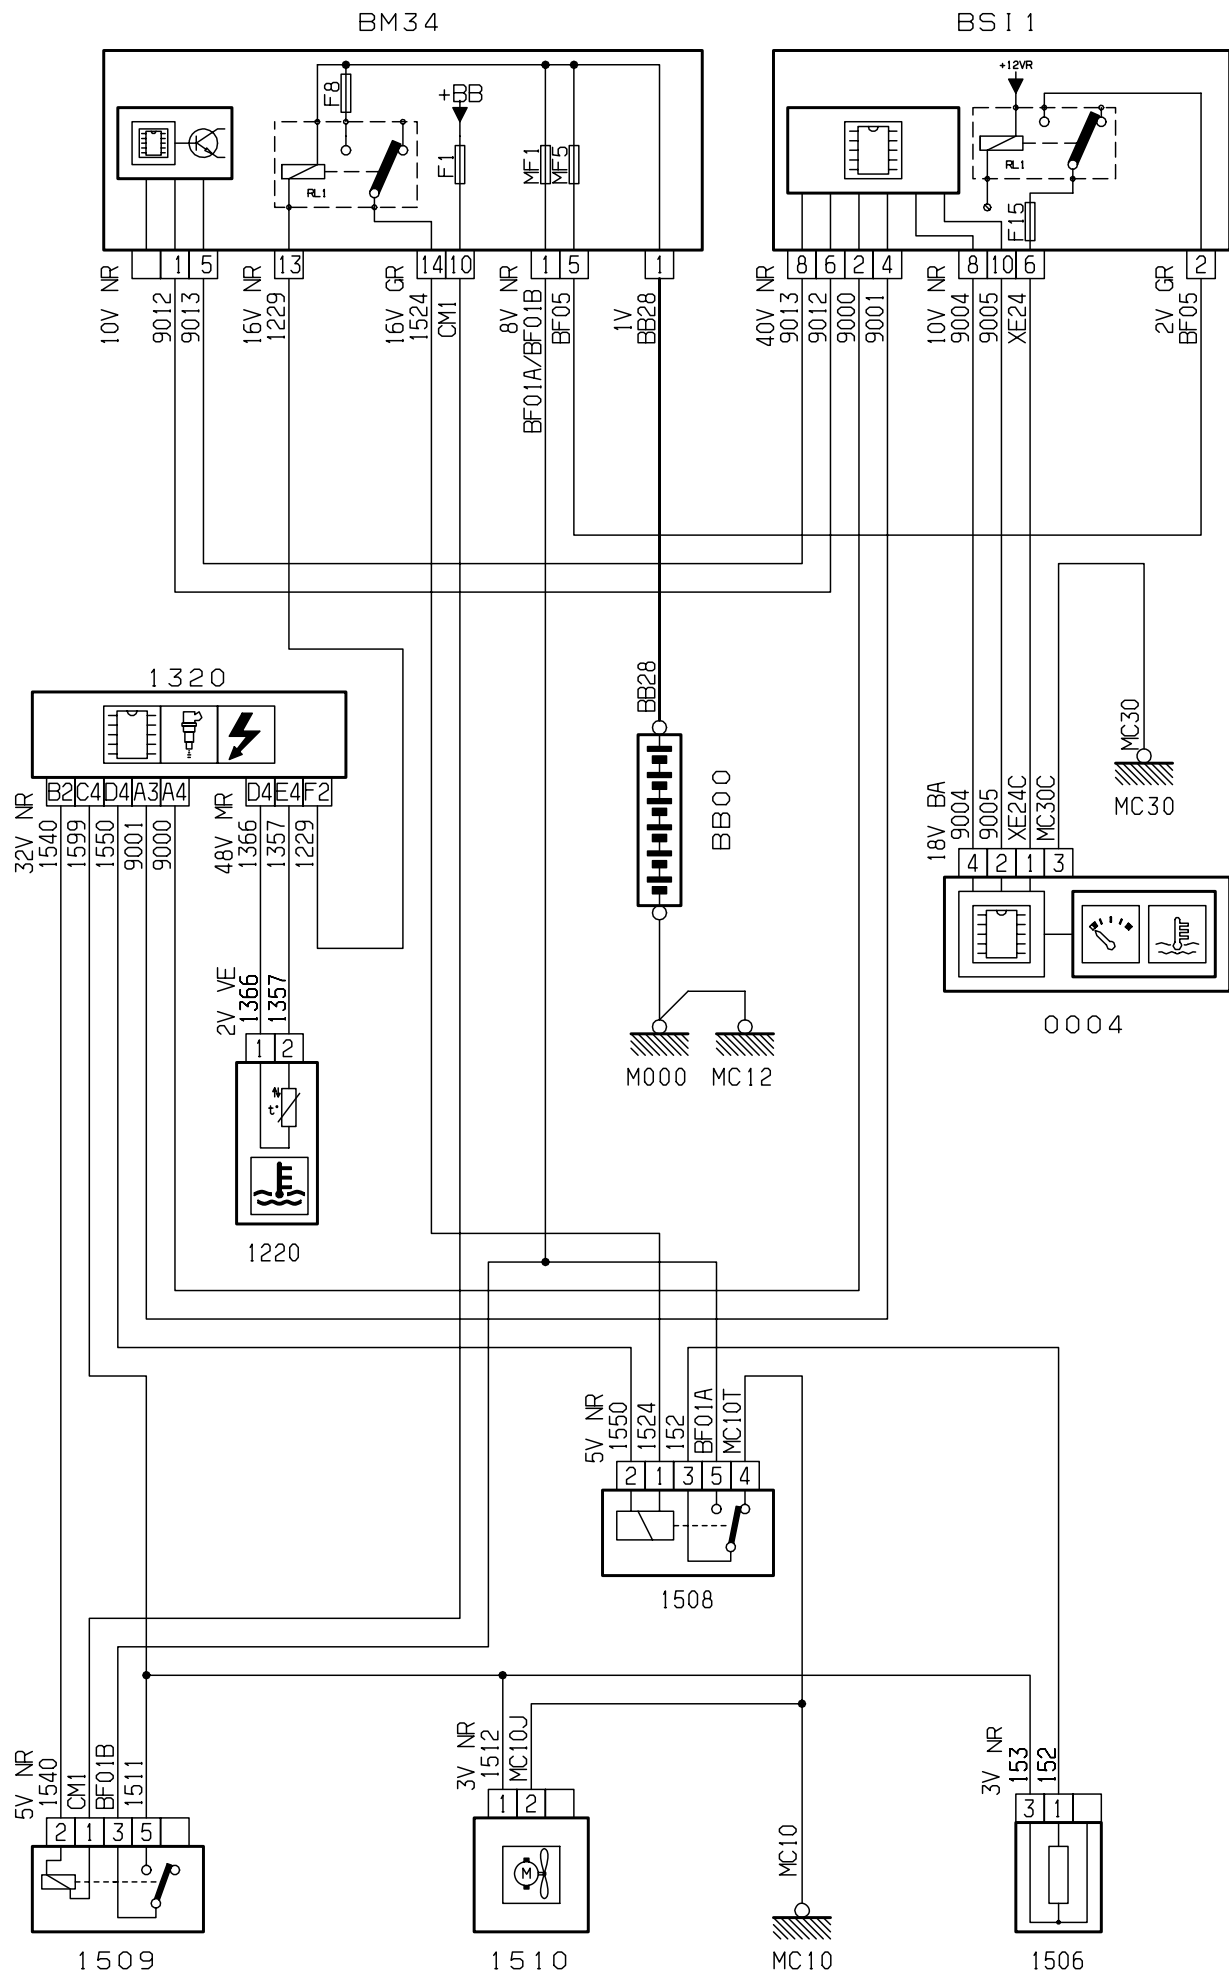 BM34
BSI1
+12VR
F8
+BB
F1
MF1
MF5
RL1
RL1
F15
1 5 13 14 10 1 5 1
8 6 2 4 8 10 6 2
10V NR
9012
9013
16V NR
1229
16V GR
1524
CM1
8V NR
BF01A/BF01B
BF05
1V
BB28
40V NR
9013
9012
9000
9001
10V NR
9004
9005
XE24
2V GR
BF05
1320
B2 C4 D4 A3 A4 D4 E4 F2
32V NR
1540
1599
1550
9001
9000
48V MR
1366
1357
1229
BB28
BB00
MC30
MC30
18V BA
9004
9005
XE24C
MC30C
4 2 1 3
0004
2V VE
1366
1357
1 2
t°
1220
M000
MC12
5V NR
1550
1524
152
BF01A
MC10T
2 1 3 5 4
1508
5V NR
1540
CM1
BF01B
1511
2 1 3 5
1509
3V NR
1512
MC10J
1 2
M
1510
MC10
MC10
3V NR
153
152
3 1
1506